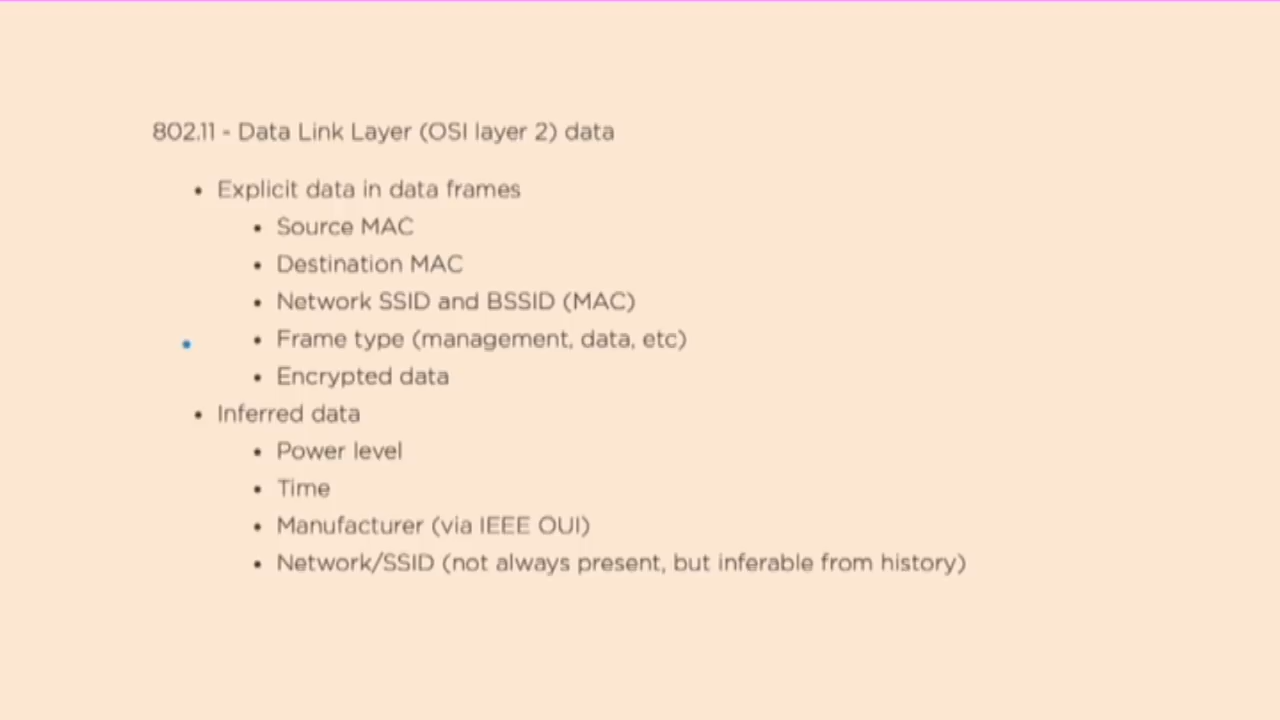 802.11 - Data Link Layer (OSI layer 2) data
• Explicit data in data frames
• Source MAC
• Destination MAC
• Network SSID and BSSID (MAC)
• Frame type (management, data, etc)
• Encrypted data
• Inferred data
• Power level
• Time
• Manufacturer (via IEEE OUI)
• Network/SSID (not always present, but inferable from history)